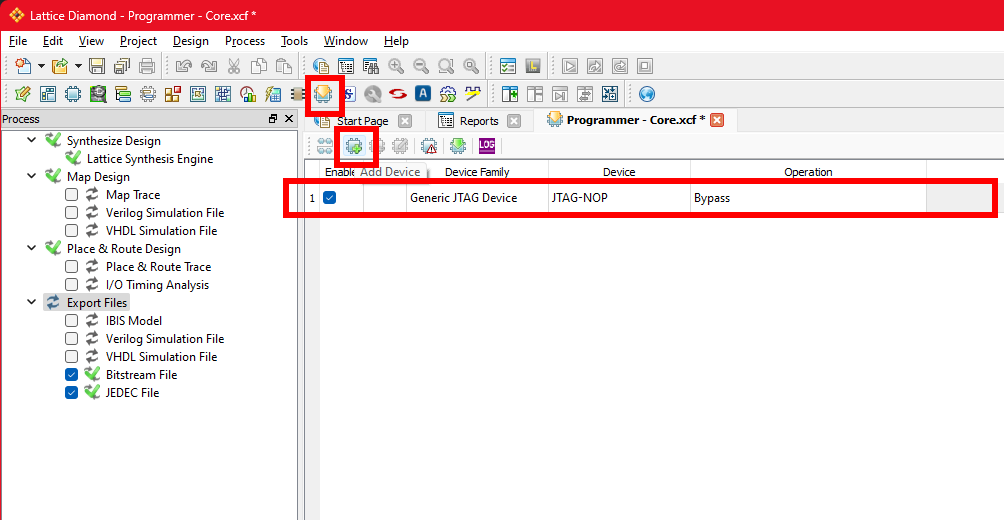 Lattice Diamond - Programmer - Core.xcf *
File Edit View Project Design Process Tools Window Help
Process
Start Page Reports Programmer - Core.xcf *
LOG
Add Device
Enable Device Family Device Operation
1 Generic JTAG Device JTAG-NOP Bypass
Synthesize Design
Lattice Synthesis Engine
Map Design
Map Trace
Verilog Simulation File
VHDL Simulation File
Place & Route Design
Place & Route Trace
I/O Timing Analysis
Export Files
IBIS Model
Verilog Simulation File
VHDL Simulation File
Bitstream File
JEDEC File